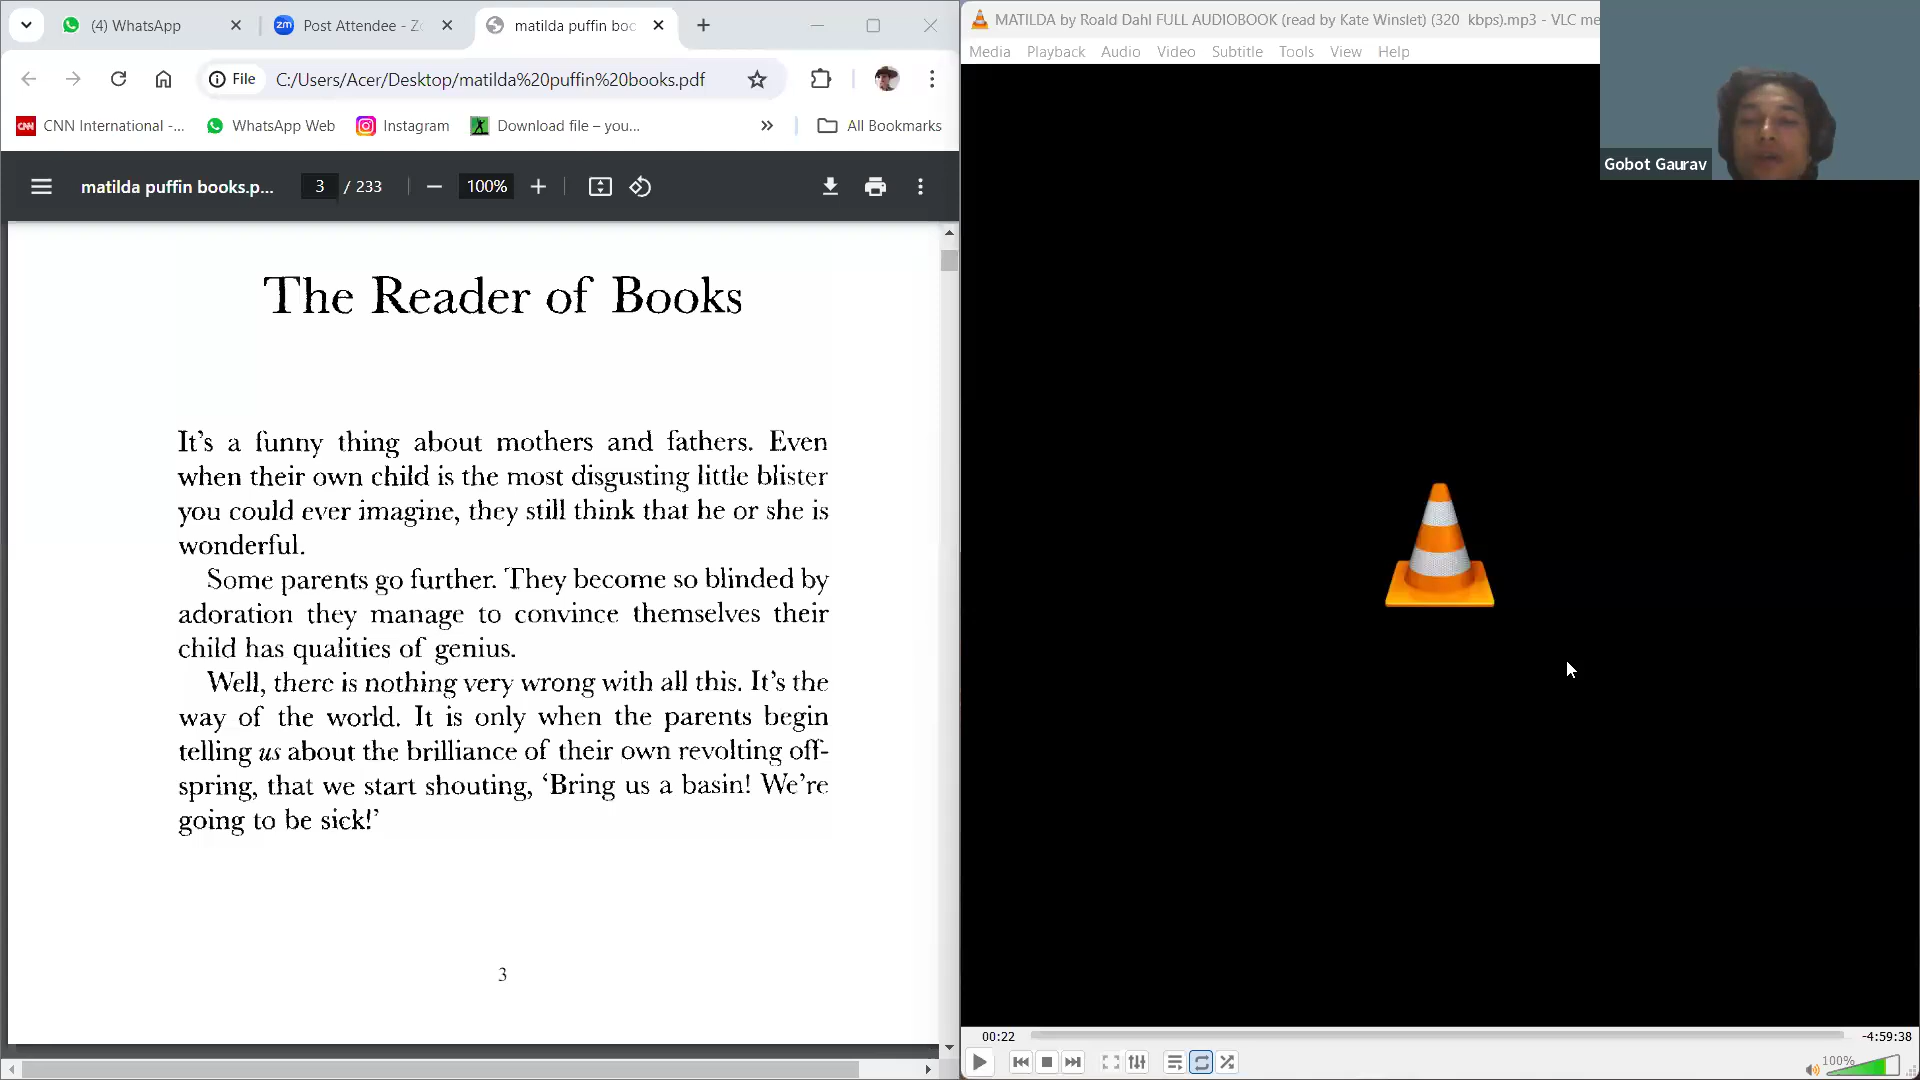 (4) WhatsApp
zm
Post Attendee - Z
matilda puffin boo
MATILDA by Roald Dahl FULL AUDIOBOOK (read by Kate Winslet) (320 kbps).mp3 - VLC me
Media Playback Audio Video Subtitle Tools View Help
File
C:/Users/Acer/Desktop/matilda%20puffin%20books.pdf
CNN CNN International -...
WhatsApp Web
Instagram
Download file – you...
»
All Bookmarks
Gobot Gaurav
matilda puffin books.p...
3 / 233
100%
The Reader of Books
It's a funny thing about mothers and fathers. Even
when their own child is the most disgusting little blister
you could ever imagine, they still think that he or she is
wonderful.
Some parents go further. They become so blinded by
adoration they manage to convince themselves their
child has qualities of genius.
Well, there is nothing very wrong with all this. It's the
way of the world. It is only when the parents begin
telling us about the brilliance of their own revolting off-
spring, that we start shouting, 'Bring us a basin! We're
going to be sick!'
3
00:22
-4:59:38
100%